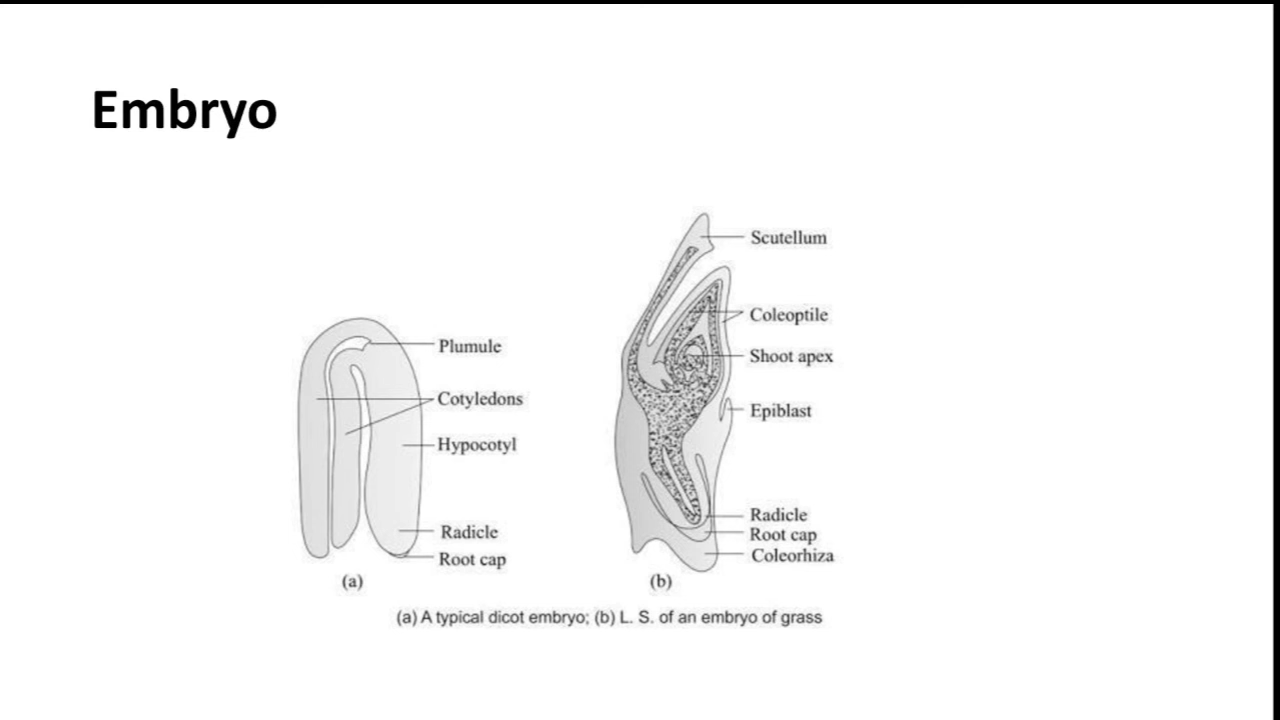 Embryo
Scutellum
Coleoptile
Shoot apex
Epiblast
Radicle
Root cap
Coleorhiza
Plumule
Cotyledons
Hypocotyl
Radicle
Root cap
(a)
(b)
(a) A typical dicot embryo; (b) L. S. of an embryo of grass